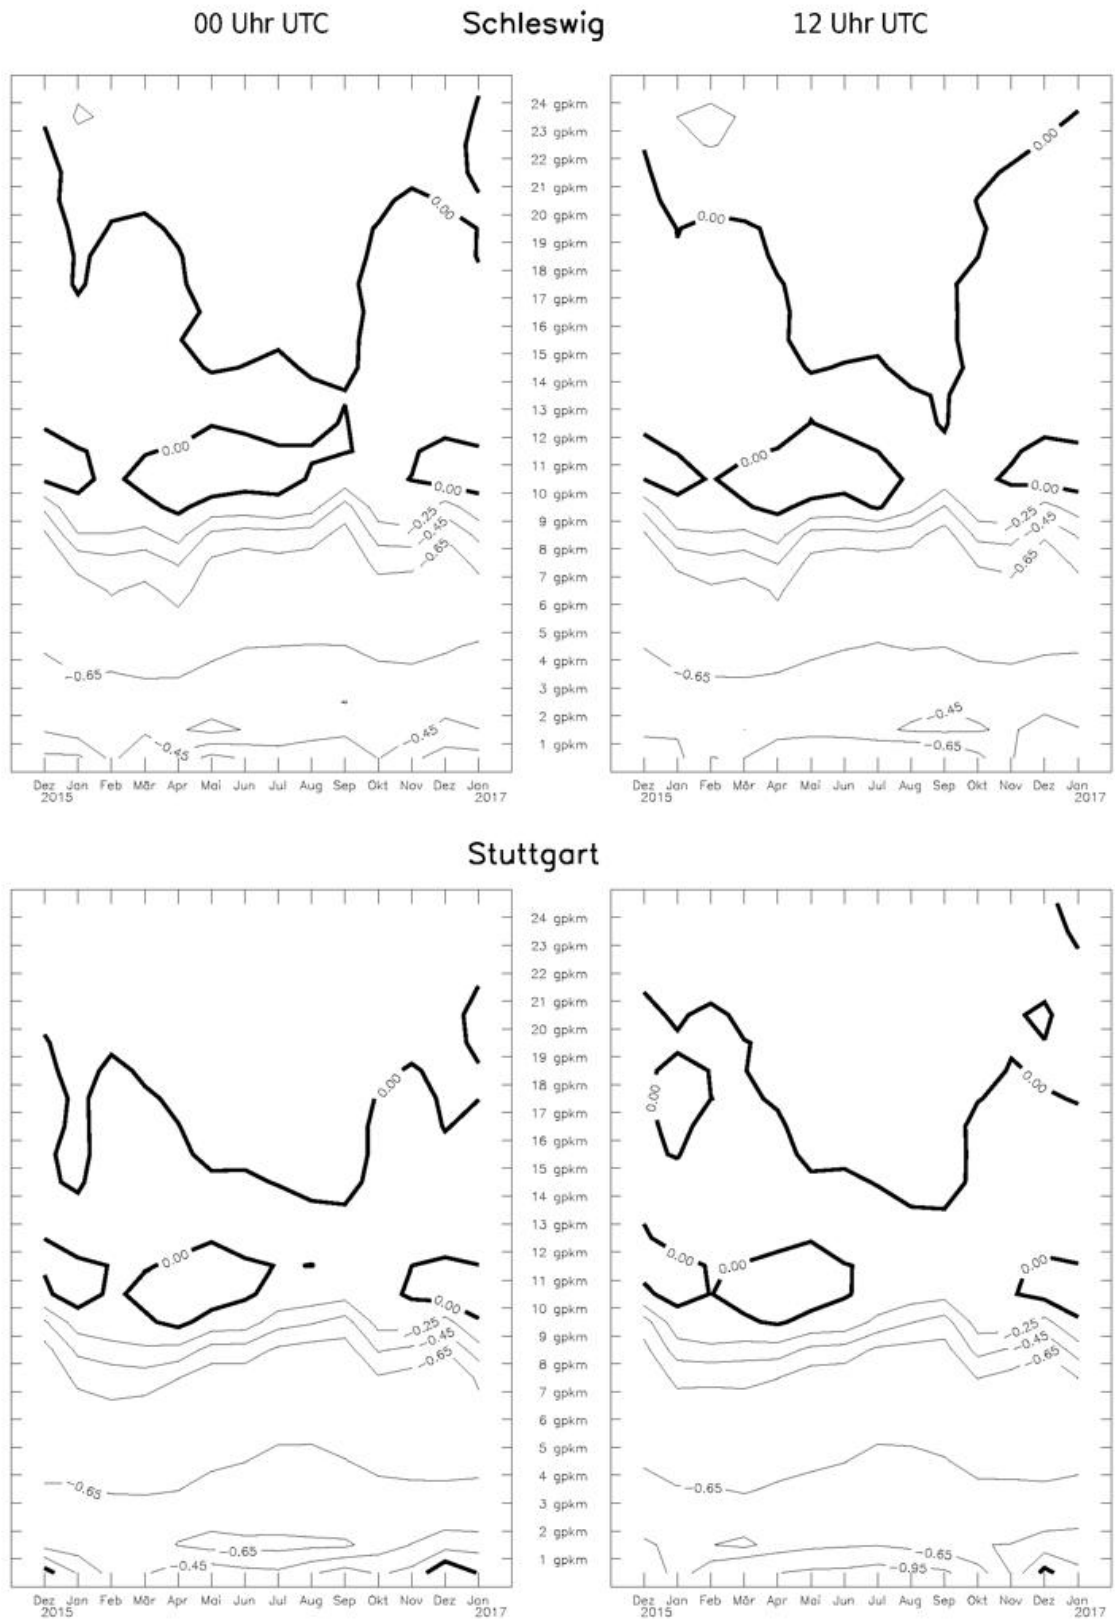 00 Uhr UTC Schleswig 12 Uhr UTC
24 gpkm
23 gpkm
22 gpkm
21 gpkm
20 gpkm
19 gpkm
18 gpkm
17 gpkm
16 gpkm
15 gpkm
14 gpkm
13 gpkm
12 gpkm
11 gpkm
10 gpkm
9 gpkm
8 gpkm
7 gpkm
6 gpkm
5 gpkm
4 gpkm
3 gpkm
2 gpkm
1 gpkm
0.00
0.00
0.00
-0.25
-0.45
-0.65
-0.65
-0.45
-0.45
Dez Jan Feb Mär Apr Mai Jun Jul Aug Sep Okt Nov Dez Jan
2015 2017
0.00
0.00
0.00
0.00
-0.25
-0.45
-0.65
-0.65
-0.45
-0.65
Dez Jan Feb Mär Apr Mai Jun Jul Aug Sep Okt Nov Dez Jan
2015 2017
Stuttgart
24 gpkm
23 gpkm
22 gpkm
21 gpkm
20 gpkm
19 gpkm
18 gpkm
17 gpkm
16 gpkm
15 gpkm
14 gpkm
13 gpkm
12 gpkm
11 gpkm
10 gpkm
9 gpkm
8 gpkm
7 gpkm
6 gpkm
5 gpkm
4 gpkm
3 gpkm
2 gpkm
1 gpkm
0.00
0.00
0.00
-0.25
-0.45
-0.65
-0.65
-0.65
-0.45
Dez Jan Feb Mär Apr Mai Jun Jul Aug Sep Okt Nov Dez Jan
2015 2017
0.00
0.00
0.00
0.00
0.00
-0.25
-0.45
-0.65
-0.65
-0.65
-0.95
Dez Jan Feb Mär Apr Mai Jun Jul Aug Sep Okt Nov Dez Jan
2015 2017